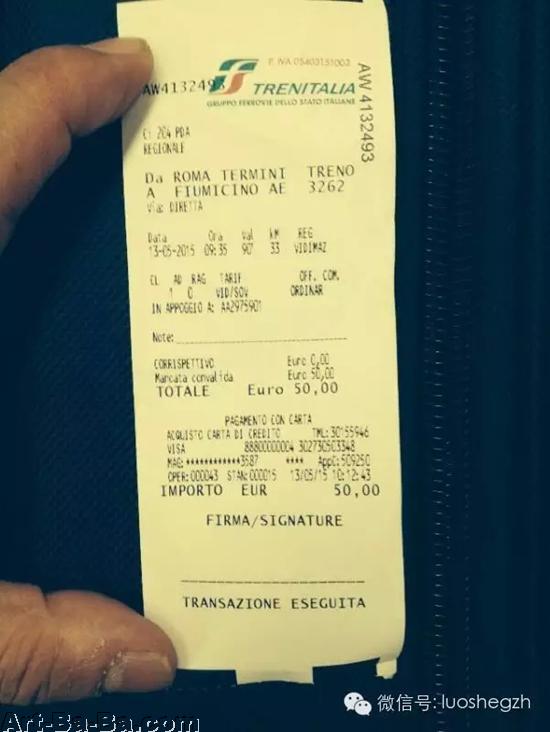 P. IVA 05403151003
AW4132493
TRENITALIA
GRUPPO FERROVIE DELLO STATO ITALIANE
AW 4132493
Ci 204 PDA
REGIONALE
Da ROMA TERMINI TRENO
A FIUMICINO AE 3262
Via: DIRETTA
Data Ora Val KM REG
13-05-2015 09:35 90' 33 VIDIMAZ
CL AD RAG TARIF OFF. COM.
1 0 VID/SOV ORDINAR
IN APPOGGIO A: AA2975901
Note:
CORRISPETTIVO Euro 0,00
Mancata convalida Euro 50,00
TOTALE Euro 50,00
PAGAMENTO CON CARTA
ACQUISTO CARTA DI CREDITO TML:30155946
VISA 88800000004 302730503348
MAG:************3587 **** AppC:509250
OPER:000043 STAN:000015 13/05/15 10:12:43
IMPORTO EUR 50,00
FIRMA/SIGNATURE
TRANSAZIONE ESEGUITA
微信号: luoshegzh
Art-Ba-Ba.com